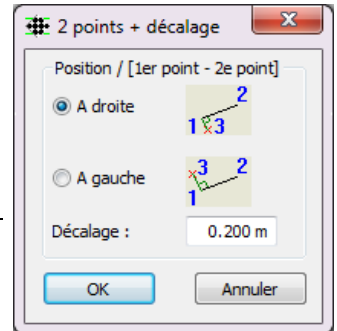 2 points + décalage
Position / [1er point - 2e point]
A droite
2
1 3
A gauche
3 2
1
Décalage :
0.200 m
OK
Annuler